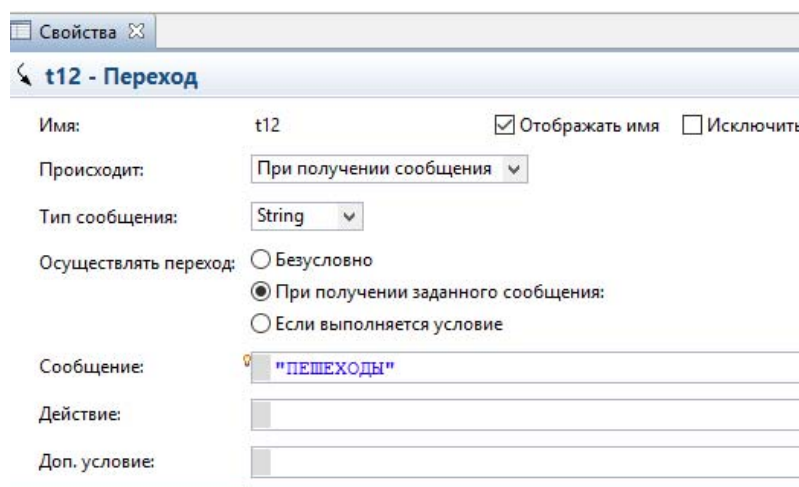 Свойства
t12 - Переход
Имя: t12 Отображать имя Исключить
Происходит: При получении сообщения
Тип сообщения: String
Осуществлять переход: Безусловно
При получении заданного сообщения:
Если выполняется условие
Сообщение: "ПЕШЕХОДЫ"
Действие:
Доп. условие: